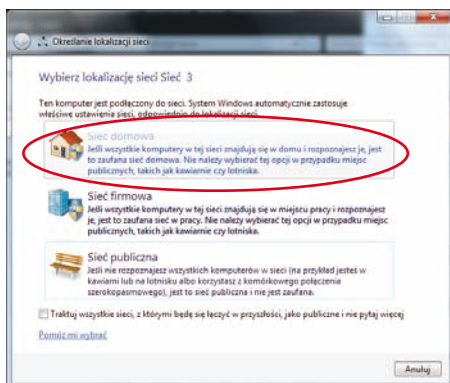 Określanie lokalizacji sieci
Wybierz lokalizację sieci Sieć 3
Ten komputer jest podłączony do sieci. System Windows automatycznie zastosuje
właściwe ustawienia sieci, odpowiednio do lokalizacji sieci.
Sieć domowa
Jeśli wszystkie komputery w tej sieci znajdują się w domu i rozpoznajesz je, jest
to zaufana sieć domowa. Nie należy wybierać tej opcji w przypadku miejsc
publicznych, takich jak kawiarnie czy lotniska.
Sieć firmowa
Jeśli wszystkie komputery w tej sieci znajdują się w miejscu pracy i rozpoznajesz
je, jest to zaufana sieć w pracy. Nie należy wybierać tej opcji w przypadku miejsc
publicznych, takich jak kawiarnie czy lotniska.
Sieć publiczna
Jeśli nie rozpoznajesz wszystkich komputerów w sieci (na przykład jesteś w
kawiarni lub na lotnisku albo korzystasz z komórkowego połączenia
szerokopasmowego), jest to sieć publiczna i nie jest zaufana.
Traktuj wszystkie sieci, z którymi będę się łączyć w przyszłości, jako publiczne i nie pytaj więcej
Pomóż mi wybrać
Anuluj